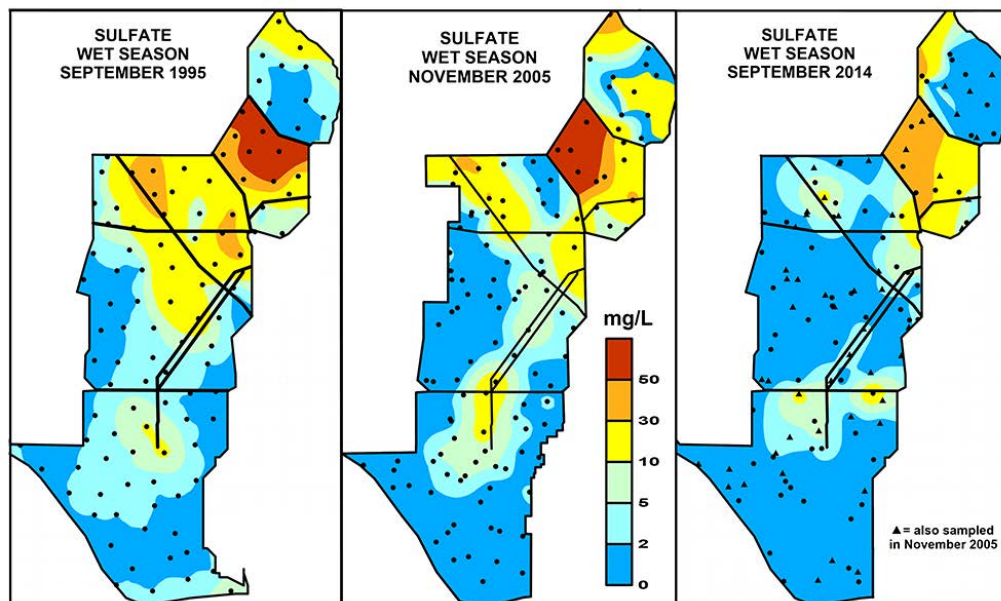 SULFATE
WET SEASON
SEPTEMBER 1995
SULFATE
WET SEASON
NOVEMBER 2005
SULFATE
WET SEASON
SEPTEMBER 2014
mg/L
50
30
10
5
2
0
▲= also sampled
in November 2005